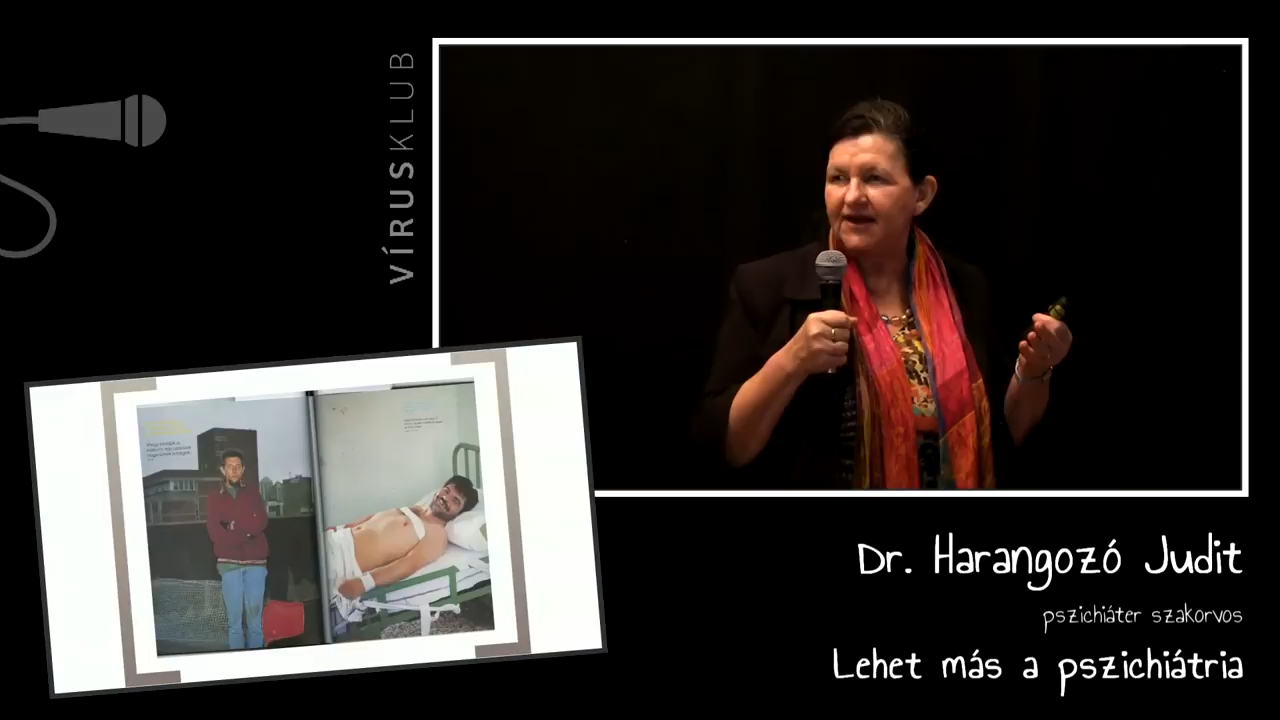 VÍRUSKLUB
Dr. Harangozó Judit
pszichiáter szakorvos
Lehet más a pszichiátria